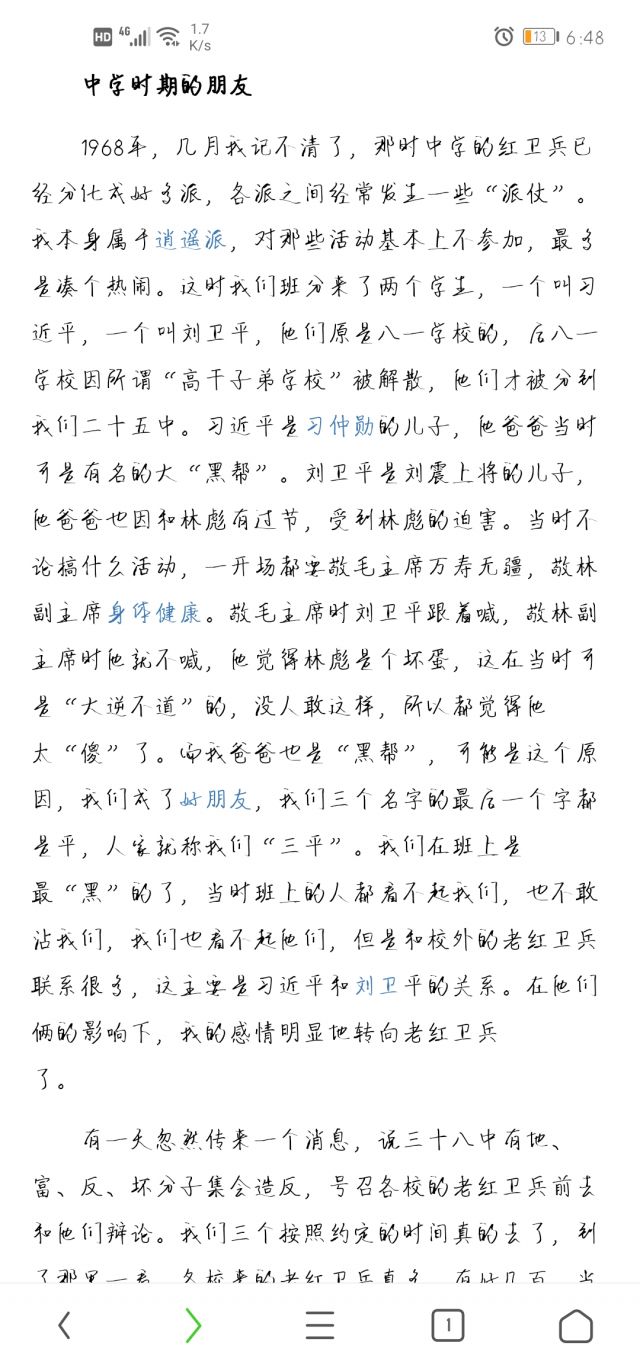 HD 4G 1.7 K/s 13 6:48
中学时期的朋友
1968年，几月我记不清了，那时中学的红卫兵已
经分化成好多派，各派之间经常发生一些“派仗”。
我本身属于逍遥派，对那些活动基本上不参加，最多
是凑个热闹。这时我们班分来了两个学生，一个叫习
近平，一个叫刘卫平，他们原是八一学校的，后八一
学校因所谓“高干子弟学校”被解散，他们才被分到
我们二十五中。习近平是习仲勋的儿子，他爸爸当时
可是有名的大“黑帮”。刘卫平是刘震上将的儿子，
他爸爸也因和林彪有过节，受到林彪的迫害。当时不
论搞什么活动，一开场都要敬毛主席万寿无疆，敬林
副主席身体健康。敬毛主席时刘卫平跟着喊，敬林副
主席时他就不喊，他觉得林彪是个坏蛋，这在当时可
是“大逆不道”的，没人敢这样，所以都觉得他
太“傻”了。而我爸爸也是“黑帮”，可能是这个原
因，我们成了好朋友，我们三个名字的最后一个字都
是平，人家就称我们“三平”。我们在班上是
最“黑”的了，当时班上的人都看不起我们，也不敢
沾我们，我们也看不起他们，但是和校外的老红卫兵
联系很多，这主要是习近平和刘卫平的关系。在他们
俩的影响下，我的感情明显地转向老红卫兵
了。
有一天忽然传来一个消息，说三十八中有地、
富、反、坏分子集会造反，号召各校的老红卫兵前去
和他们辩论。我们三个按照约定的时间真的去了，到
了那里一看，各校来的老红卫兵真多，有好几百，当
1